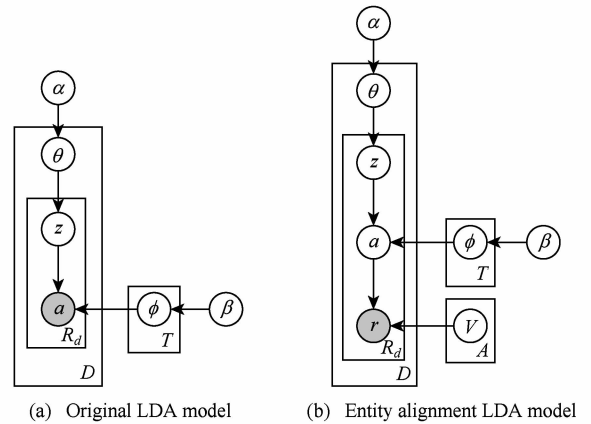 α
θ
z
a
ϕ
β
R_d
T
D
(a) Original LDA model
α
θ
z
a
ϕ
β
T
r
V
R_d
A
D
(b) Entity alignment LDA model